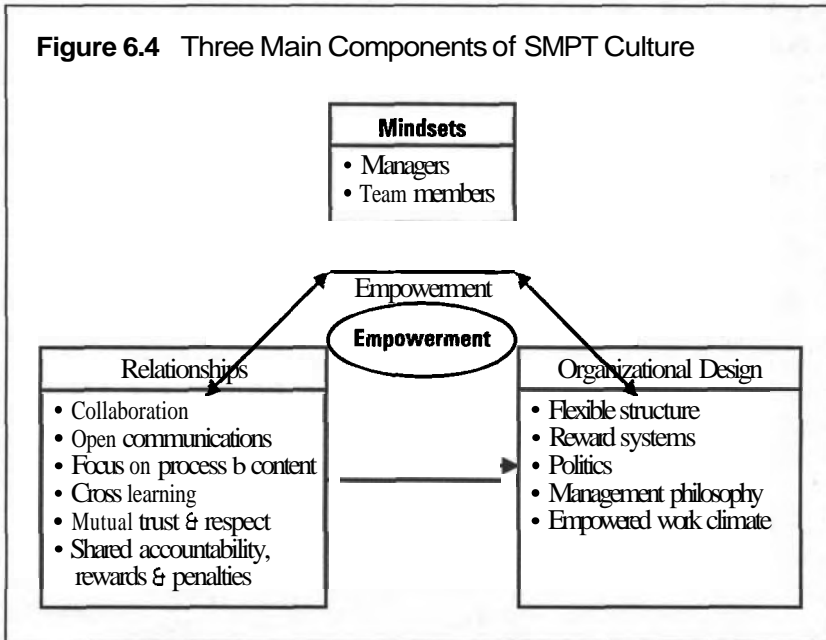 Figure 6.4 Three Main Components of SMPT Culture
Mindsets
• Managers
• Team members
Empowerment
Empowerment
Relationships
• Collaboration
• Open communications
• Focus on process b content
• Cross learning
• Mutual trust & respect
• Shared accountability,
rewards & penalties
Organizational Design
• Flexible structure
• Reward systems
• Politics
• Management philosophy
• Empowered work climate